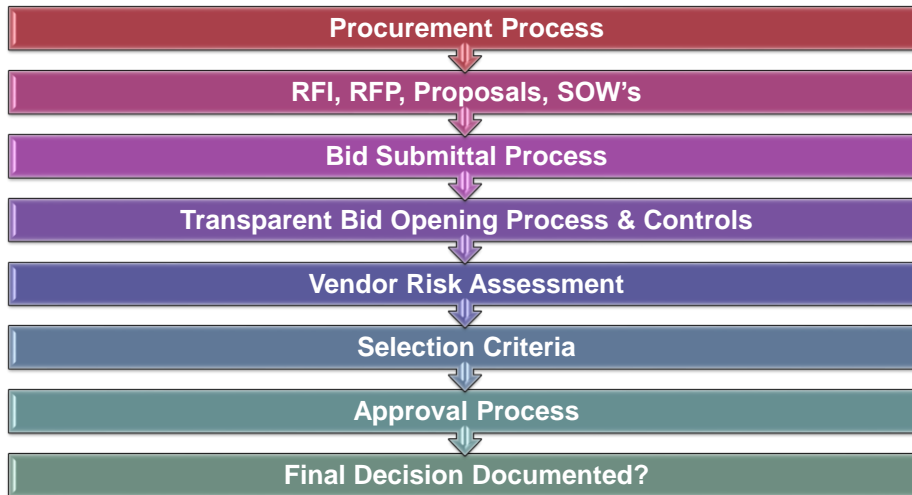 Procurement Process
RFI, RFP, Proposals, SOW's
Bid Submittal Process
Transparent Bid Opening Process & Controls
Vendor Risk Assessment
Selection Criteria
Approval Process
Final Decision Documented?